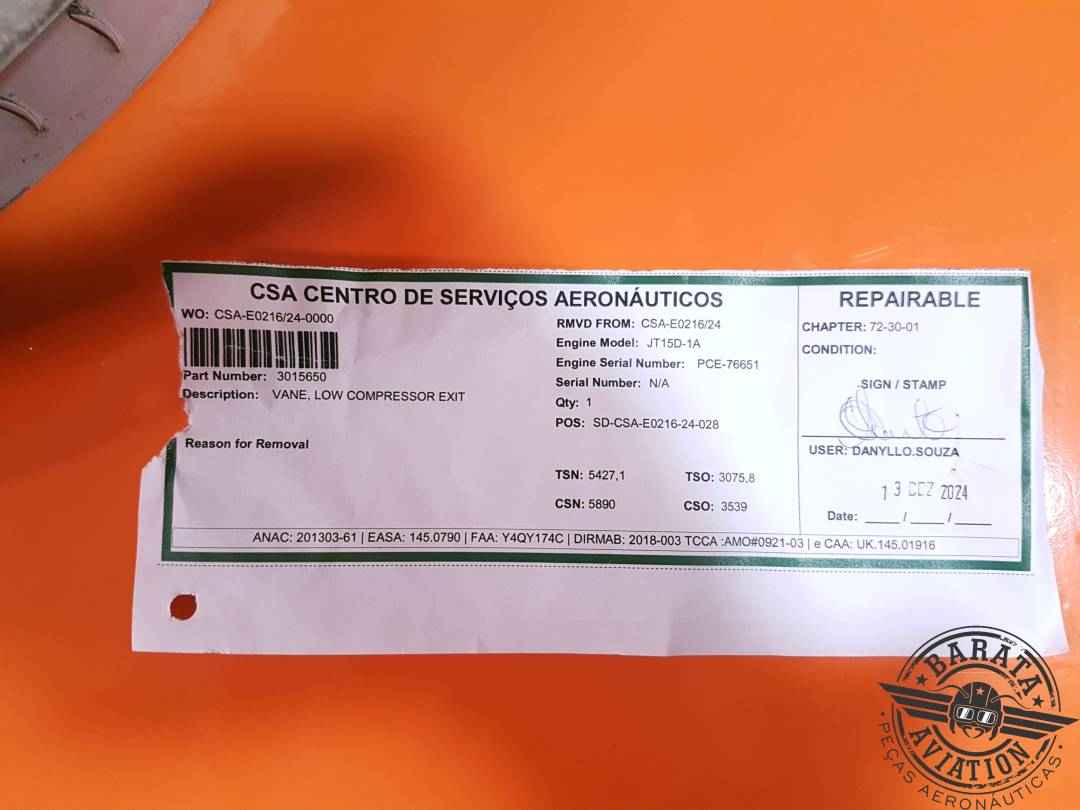 CSA CENTRO DE SERVIÇOS AERONÁUTICOS
WO: CSA-E0216/24-0000
Part Number: 3015650
Description: VANE, LOW COMPRESSOR EXIT
Reason for Removal
RMVD FROM: CSA-E0216/24
Engine Model: JT15D-1A
Engine Serial Number: PCE-76651
Serial Number: N/A
Qty: 1
POS: SD-CSA-E0216-24-028
TSN: 5427,1 TSO: 3075,8
CSN: 5890 CSO: 3539
REPAIRABLE
CHAPTER: 72-30-01
CONDITION:
SIGN / STAMP
USER: DANYLLO.SOUZA
13 DEZ 2024
Date: ____ / ____ / ____
ANAC: 201303-61 | EASA: 145.0790 | FAA: Y4QY174C | DIRMAB: 2018-003 TCCA :AMO#0921-03 | e CAA: UK.145.01916
BARATA
AVIATION
PEÇAS AERONÁUTICAS